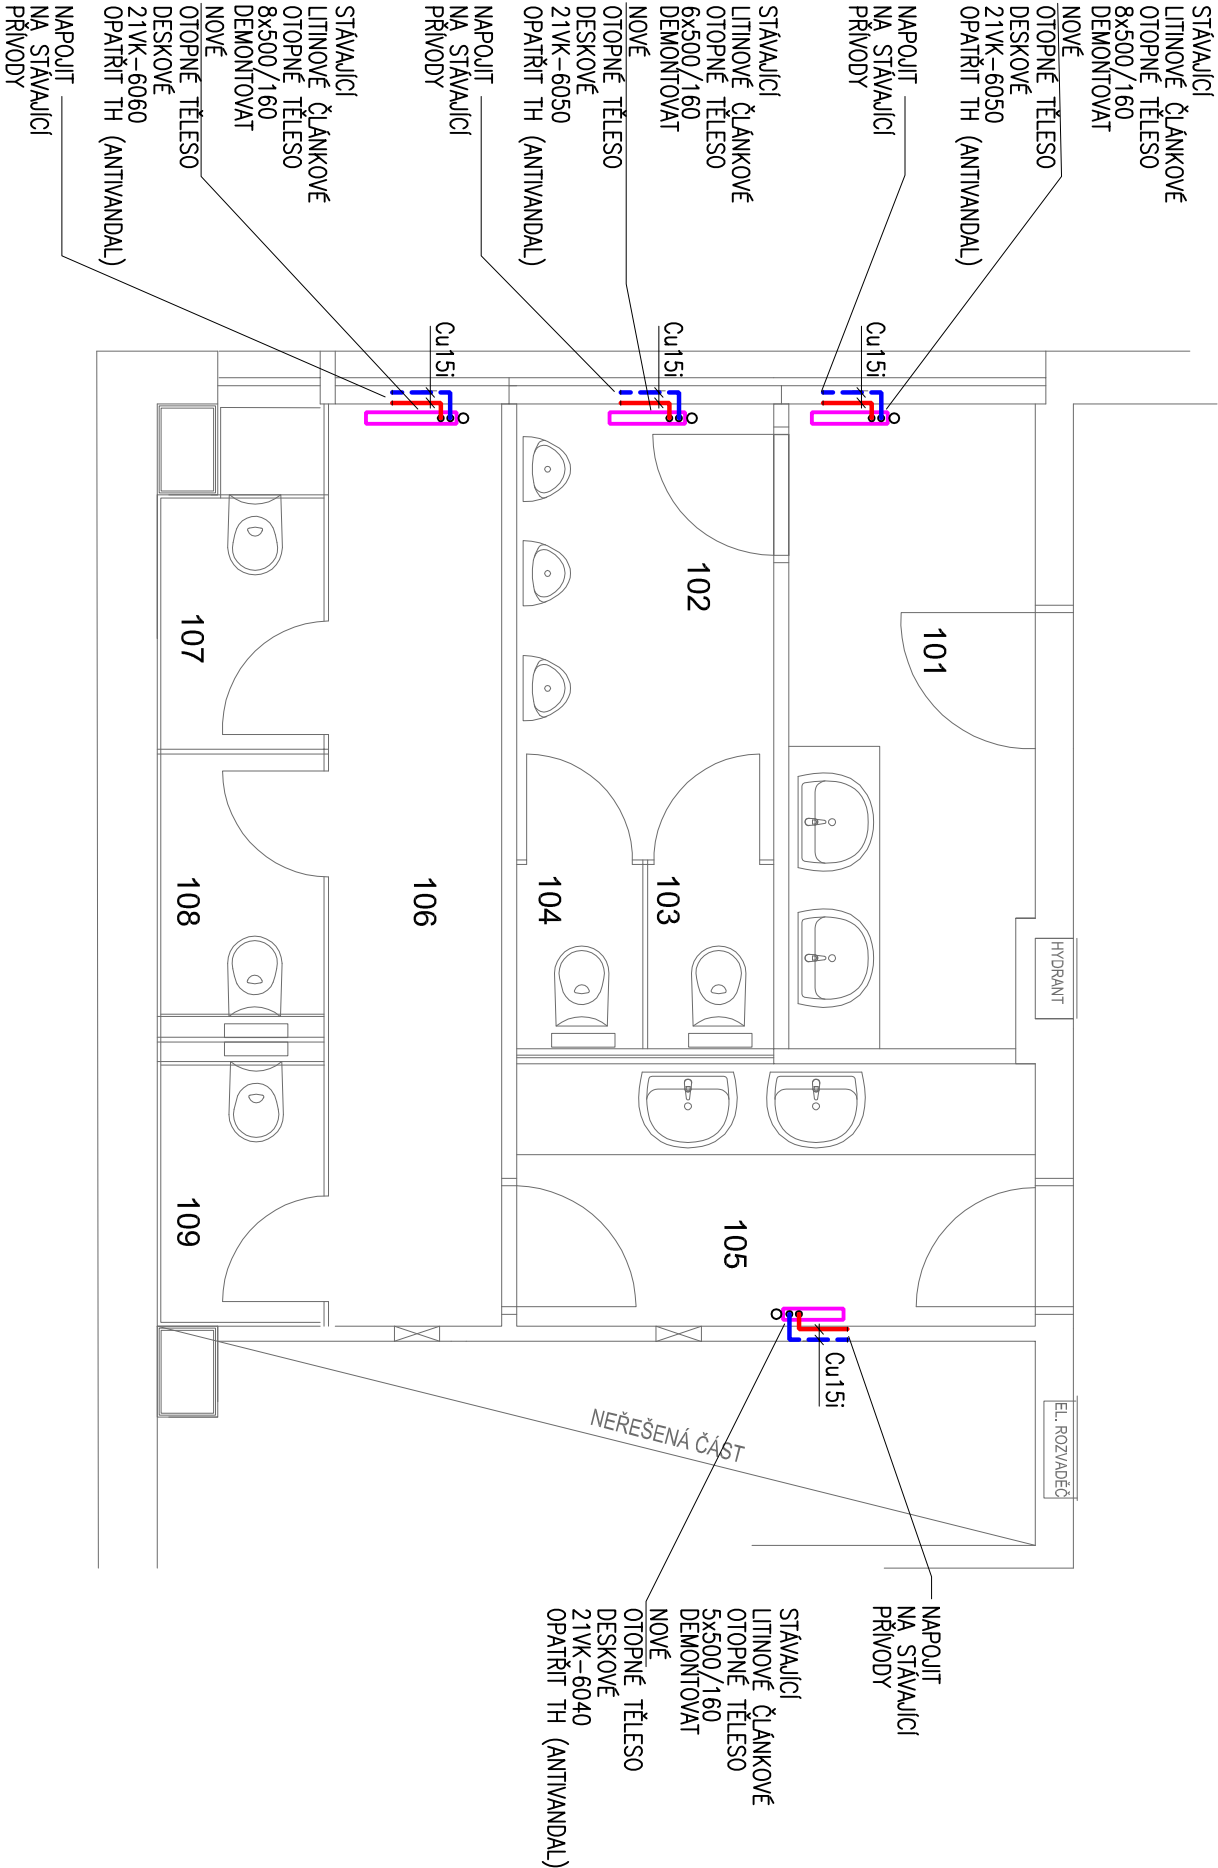 STÁVAJÍCÍ
LITINOVÉ ČLÁNKOVÉ
OTOPNÉ TĚLESO
8x500/160
DEMONTOVAT
NOVÉ
OTOPNÉ TĚLESO
DESKOVÉ
21VK-6060
OPATŘIT TH (ANTIVANDAL)
NAPOJIT
NA STÁVAJÍCÍ
PŘÍVODY
STÁVAJÍCÍ
LITINOVÉ ČLÁNKOVÉ
OTOPNÉ TĚLESO
6x500/160
DEMONTOVAT
NOVÉ
OTOPNÉ TĚLESO
DESKOVÉ
21VK-6050
OPATŘIT TH (ANTIVANDAL)
NAPOJIT
NA STÁVAJÍCÍ
PŘÍVODY
STÁVAJÍCÍ
LITINOVÉ ČLÁNKOVÉ
OTOPNÉ TĚLESO
8x500/160
DEMONTOVAT
NOVÉ
OTOPNÉ TĚLESO
DESKOVÉ
21VK-6050
OPATŘIT TH (ANTIVANDAL)
NAPOJIT
NA STÁVAJÍCÍ
PŘÍVODY
Cu15i
Cu15i
Cu15i
101
102
103
104
105
106
107
108
109
HYDRANT
EL. ROZVADĚČ
Cu15i
NEŘEŠENÁ ČÁST
NAPOJIT
NA STÁVAJÍCÍ
PŘÍVODY
STÁVAJÍCÍ
LITINOVÉ ČLÁNKOVÉ
OTOPNÉ TĚLESO
5x500/160
DEMONTOVAT
NOVÉ
OTOPNÉ TĚLESO
DESKOVÉ
21VK-6040
OPATŘIT TH (ANTIVANDAL)